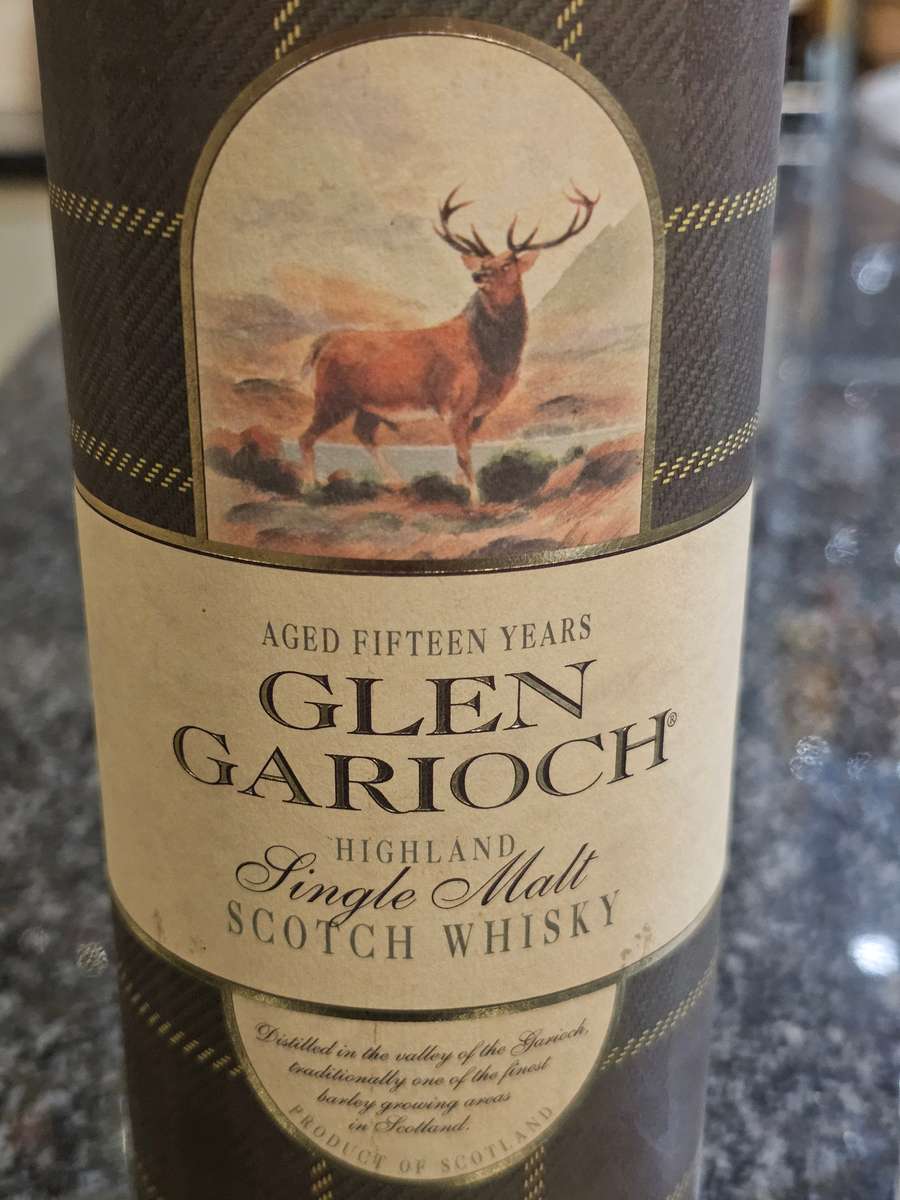 AGED FIFTEEN YEARS
GLEN
GARIOCH®
HIGHLAND
Single Malt
SCOTCH WHISKY
Distilled in the valley of the Garioch,
traditionally one of the finest
barley growing areas
in Scotland.
PRODUCT OF SCOTLAND